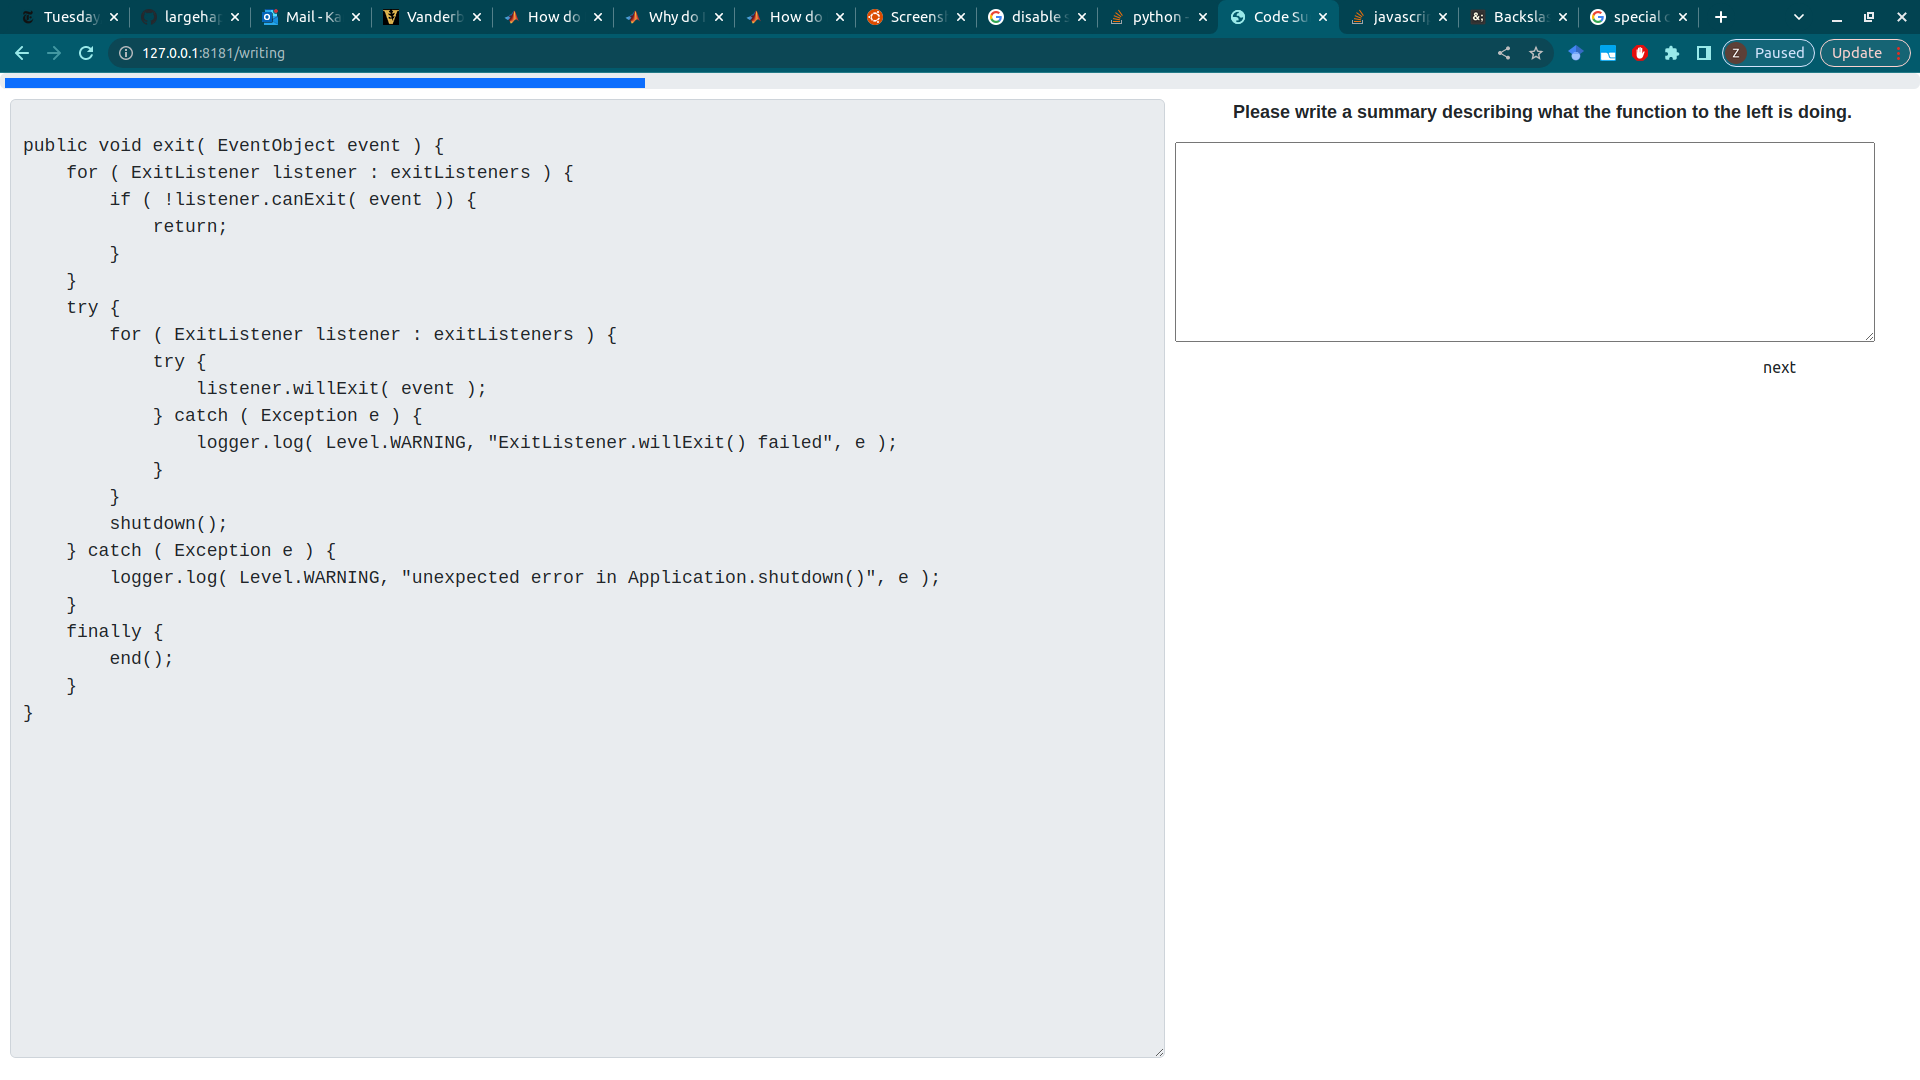 Tuesday
largehap
Mail - Ka
Vanderb
How do
Why do
How do
Screensh
disable s
python -
Code Su
javascrip
Backslas
special c
127.0.0.1:8181/writing
Z Paused
Update
Please write a summary describing what the function to the left is doing.
public void exit( EventObject event ) {
    for ( ExitListener listener : exitListeners ) {
        if ( !listener.canExit( event )) {
            return;
        }
    }
    try {
        for ( ExitListener listener : exitListeners ) {
            try {
                listener.willExit( event );
            } catch ( Exception e ) {
                logger.log( Level.WARNING, "ExitListener.willExit() failed", e );
            }
        }
        shutdown();
    } catch ( Exception e ) {
        logger.log( Level.WARNING, "unexpected error in Application.shutdown()", e );
    }
    finally {
        end();
    }
}
next